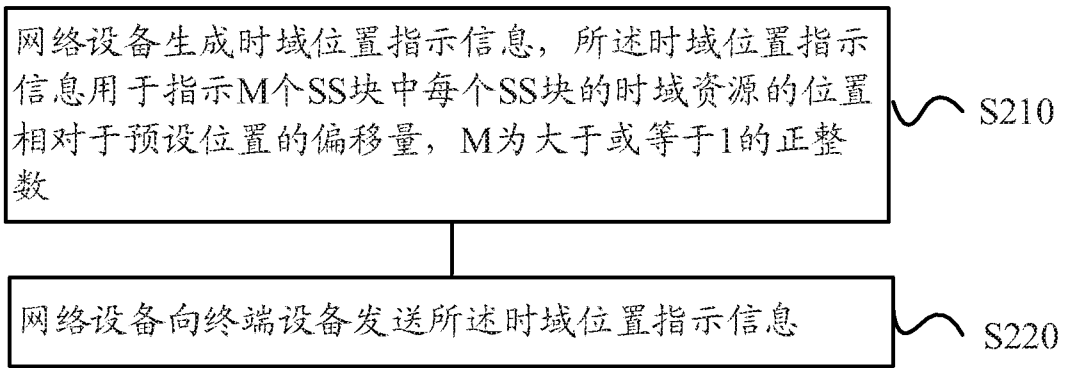 网络设备生成时域位置指示信息，所述时域位置指示
信息用于指示M个SS块中每个SS块的时域资源的位置
相对于预设位置的偏移量，M为大于或等于1的正整
数
S210
网络设备向终端设备发送所述时域位置指示信息
S220